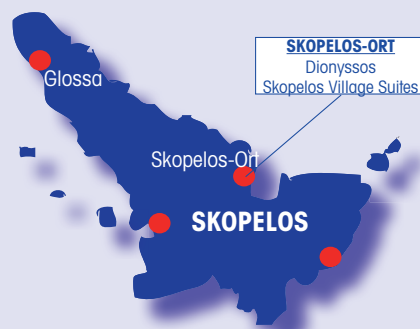 SKOPELOS-ORT
Dionyssos
Skopelos Village Suites
Glossa
Skopelos-Ort
SKOPELOS